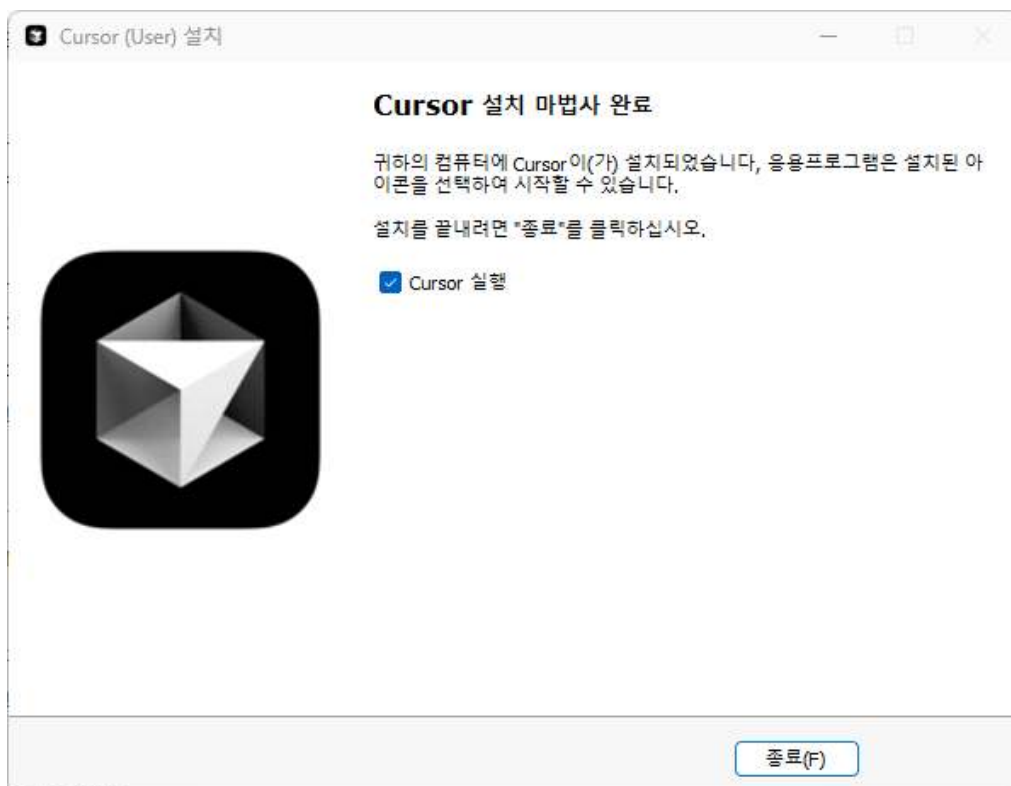 Cursor (User) 설치
Cursor 설치 마법사 완료
귀하의 컴퓨터에 Cursor이(가) 설치되었습니다, 응용프로그램은 설치된 아
이콘을 선택하여 시작할 수 있습니다.
설치를 끝내려면 "종료"를 클릭하십시오.
Cursor 실행
종료(F)